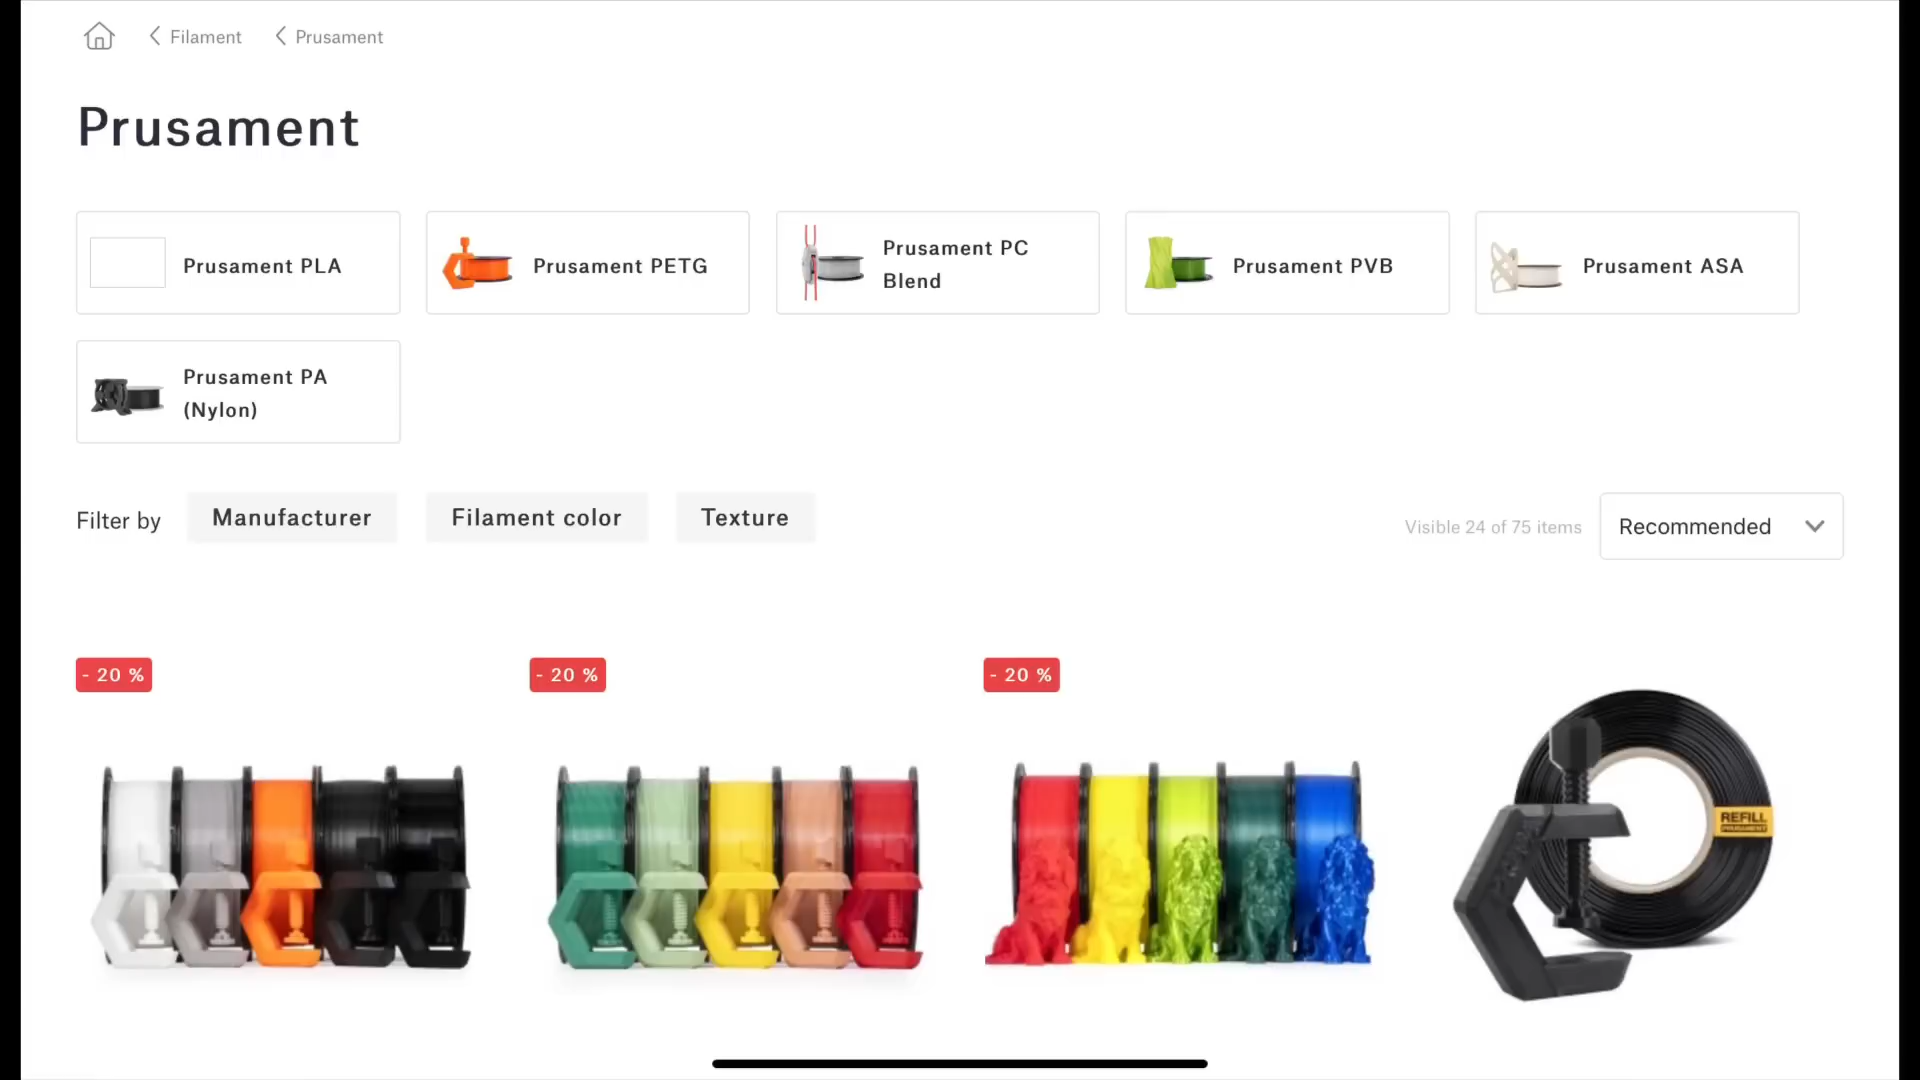 Filament
Prusament
Prusament
Prusament PLA
Prusament PETG
Prusament PC
Blend
Prusament PVB
Prusament ASA
Prusament PA
(Nylon)
Filter by
Manufacturer
Filament color
Texture
Visible 24 of 75 items
Recommended
- 20 %
- 20 %
- 20 %
REFILL
PRUSAMENT